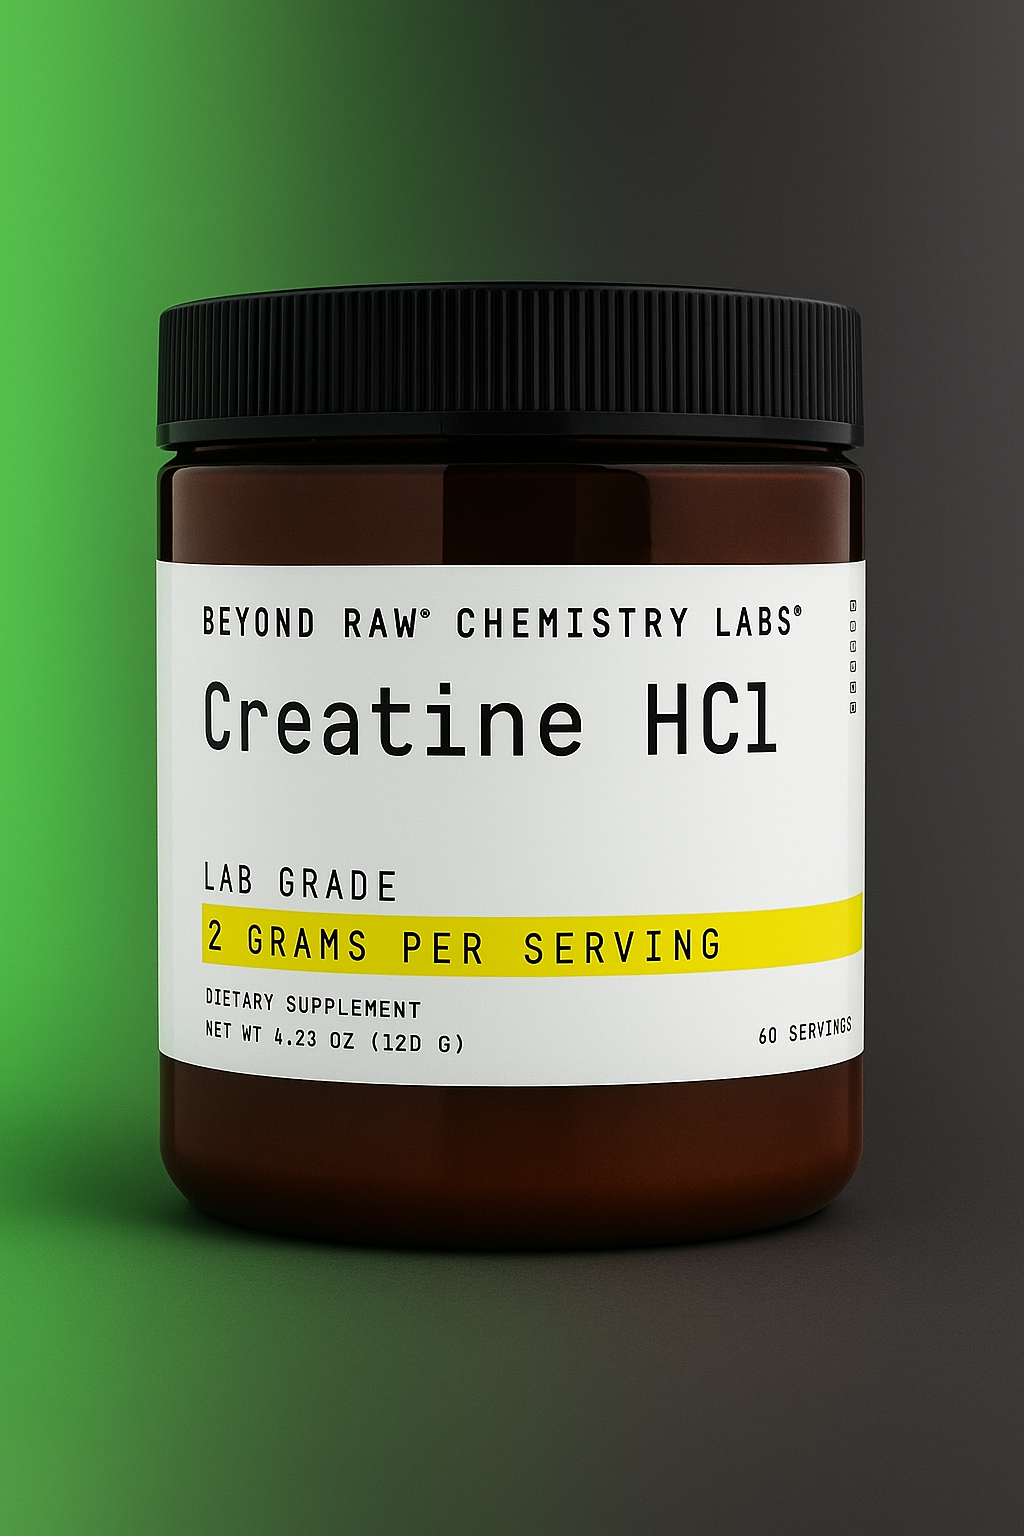 BEYOND RAW® CHEMISTRY LABS®
Creatine HCl
LAB GRADE
2 GRAMS PER SERVING
DIETARY SUPPLEMENT
NET WT 4.23 OZ (12D G)
60 SERVINGS